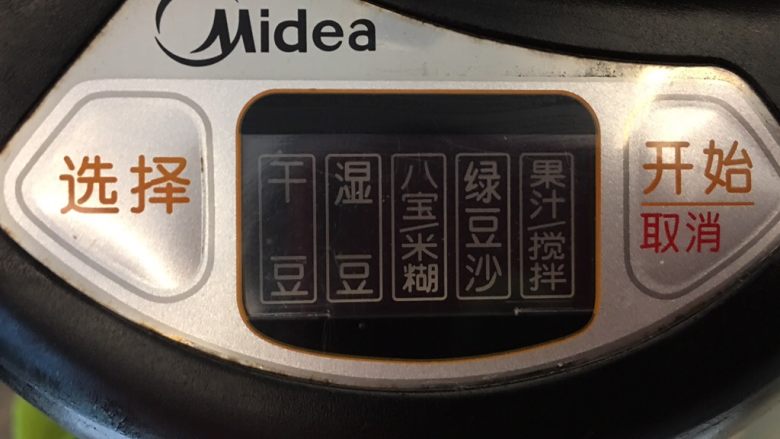 Midea
选择
干豆
湿豆
八宝/米糊
绿豆沙
果汁/搅拌
开始
取消